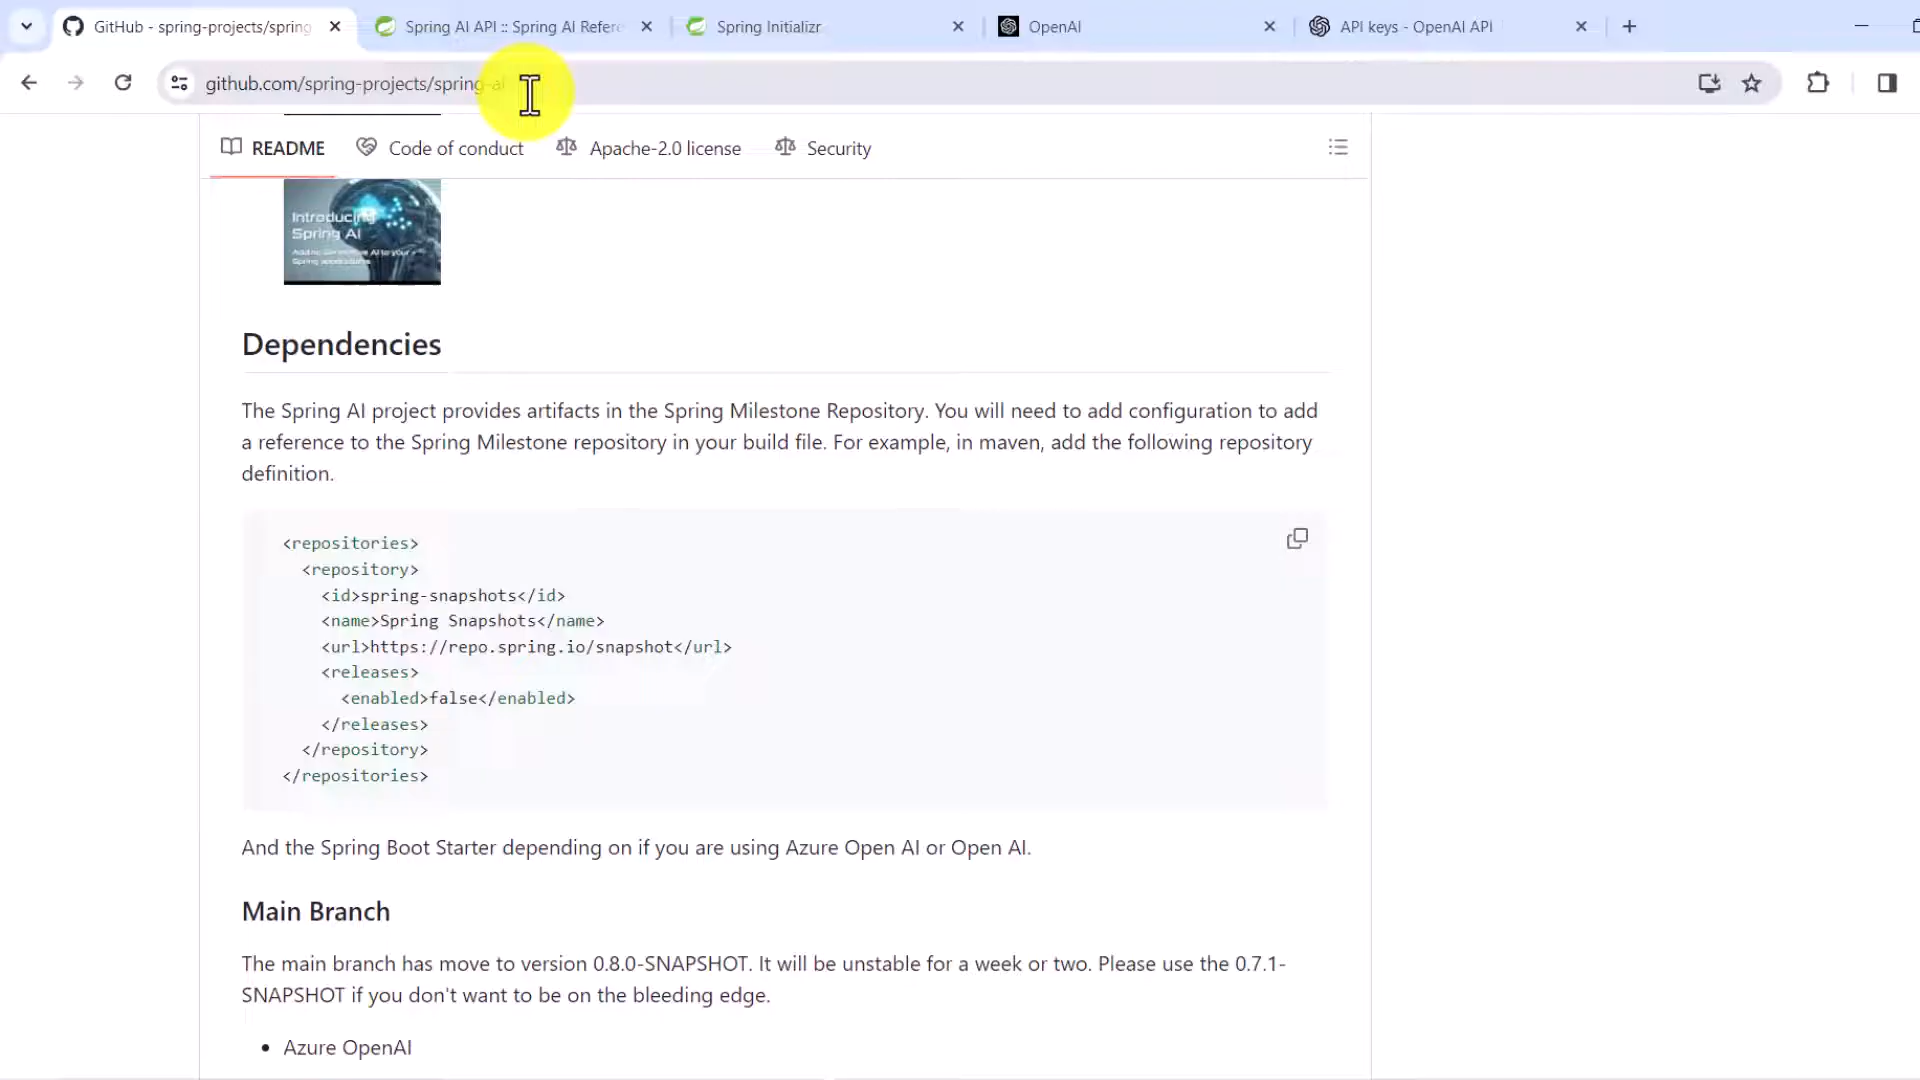 GitHub - spring-projects/spring
Spring AI API :: Spring AI Refere
Spring Initializr
OpenAI
API keys - OpenAI API
github.com/spring-projects/spring-ai
README
Code of conduct
Apache-2.0 license
Security
Introducing
Spring AI
Adding Generative AI to your
Spring applications
Dependencies
The Spring AI project provides artifacts in the Spring Milestone Repository. You will need to add configuration to add
a reference to the Spring Milestone repository in your build file. For example, in maven, add the following repository
definition.
<repositories>
<repository>
<id>spring-snapshots</id>
<name>Spring Snapshots</name>
<url>https://repo.spring.io/snapshot</url>
<releases>
<enabled>false</enabled>
</releases>
</repository>
</repositories>
And the Spring Boot Starter depending on if you are using Azure Open AI or Open AI.
Main Branch
The main branch has move to version 0.8.0-SNAPSHOT. It will be unstable for a week or two. Please use the 0.7.1-
SNAPSHOT if you don't want to be on the bleeding edge.
• Azure OpenAI